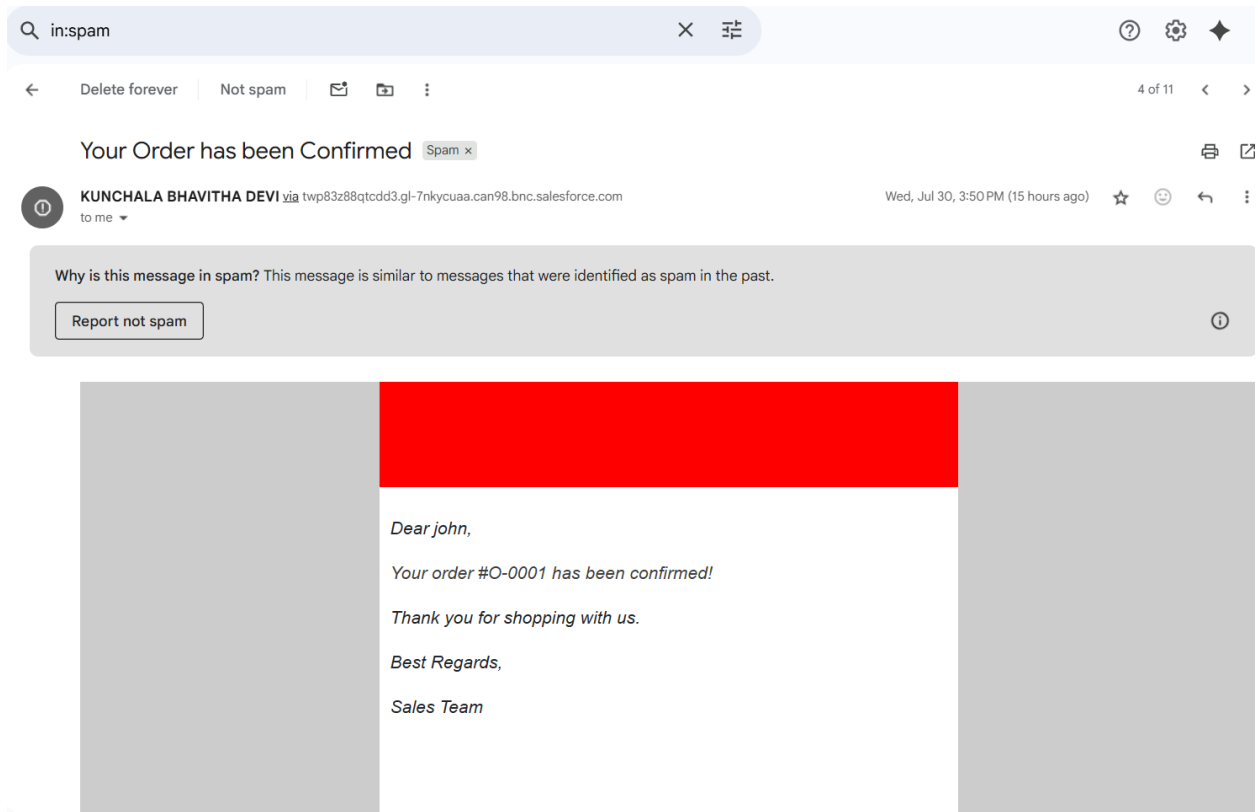 in:spam
Delete forever
Not spam
4 of 11
Your Order has been Confirmed Spam ×
KUNCHALA BHAVITHA DEVI via twp83z88qtcdd3.gl-7nkycuaa.can98.bnc.salesforce.com
Wed, Jul 30, 3:50 PM (15 hours ago)
to me
Why is this message in spam? This message is similar to messages that were identified as spam in the past.
Report not spam
Dear john,
Your order #O-0001 has been confirmed!
Thank you for shopping with us.
Best Regards,
Sales Team